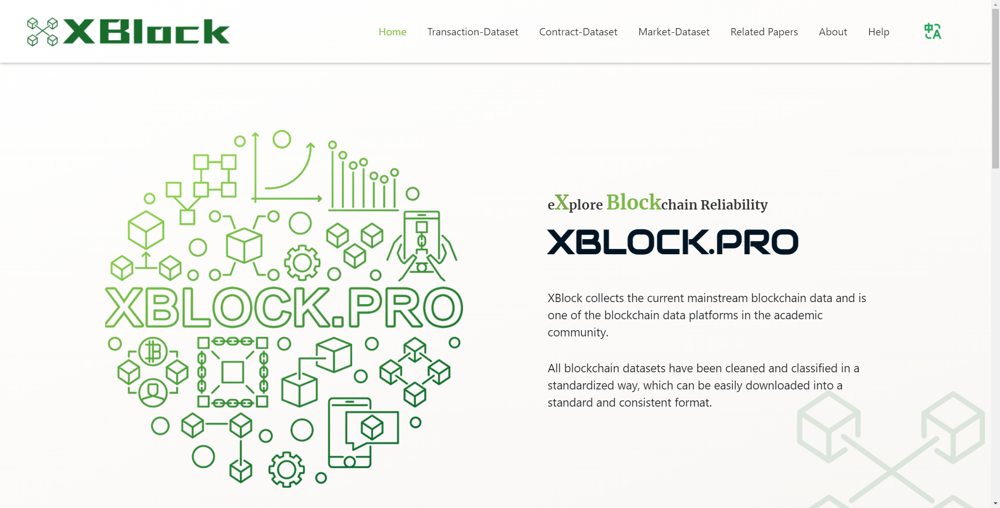 XBlock
Home Transaction-Dataset Contract-Dataset Market-Dataset Related Papers About Help
中A
eXplore Blockchain Reliability
XBLOCK.PRO
XBLOCK.PRO
XBlock collects the current mainstream blockchain data and is
one of the blockchain data platforms in the academic
community.
All blockchain datasets have been cleaned and classified in a
standardized way, which can be easily downloaded into a
standard and consistent format.